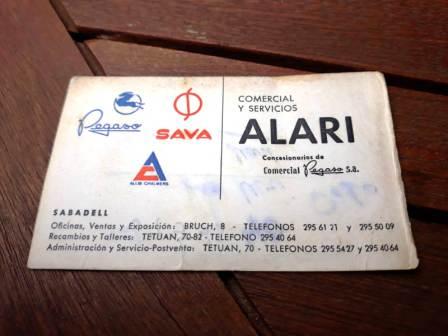 Pegaso
SAVA
ALLIS CHALMERS
COMERCIAL
Y SERVICIOS
ALARI
Concesionarios de
Comercial Pegaso S.A.
SABADELL
Oficinas, Ventas y Exposición: BRUCH, 8 - TELEFONOS 295 61 21 y 295 50 09
Recambios y Talleres: TETUAN, 70-82 - TELEFONO 295 40 64
Administración y Servicio-Postventa: TETUAN, 70 - TELEFONOS 295 54 27 y 295 40 64